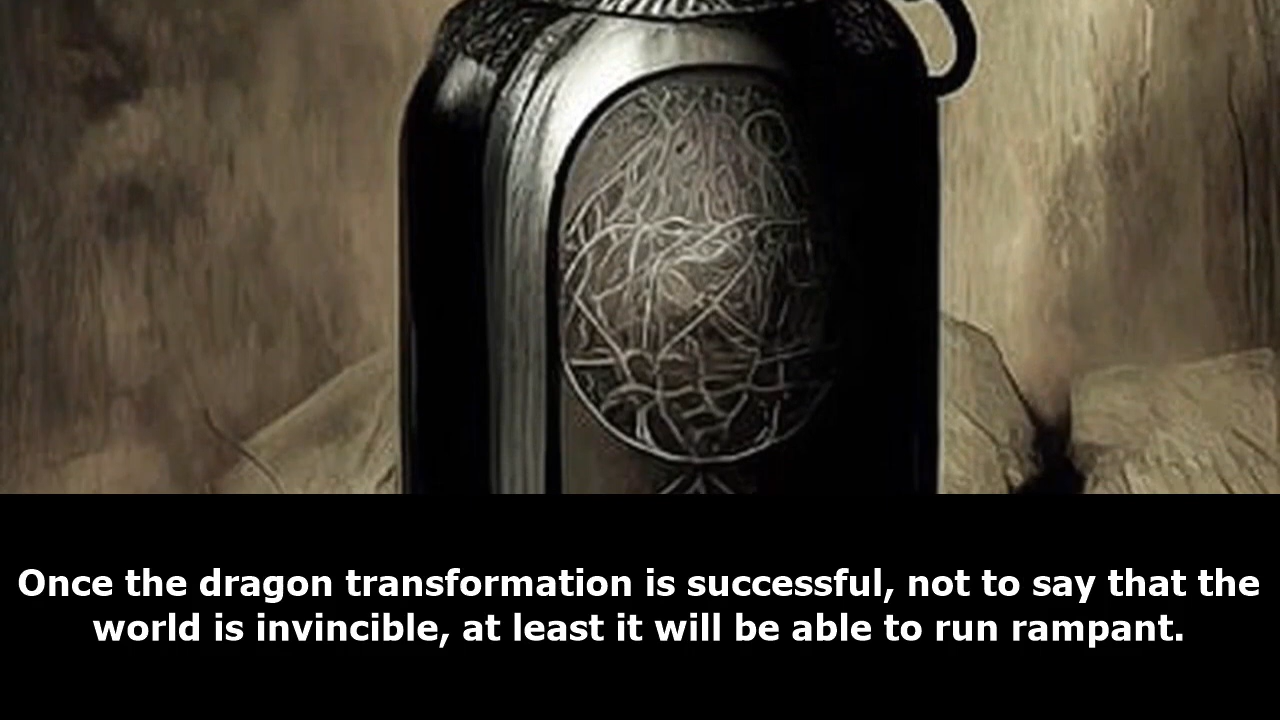 Once the dragon transformation is successful, not to say that the
world is invincible, at least it will be able to run rampant.